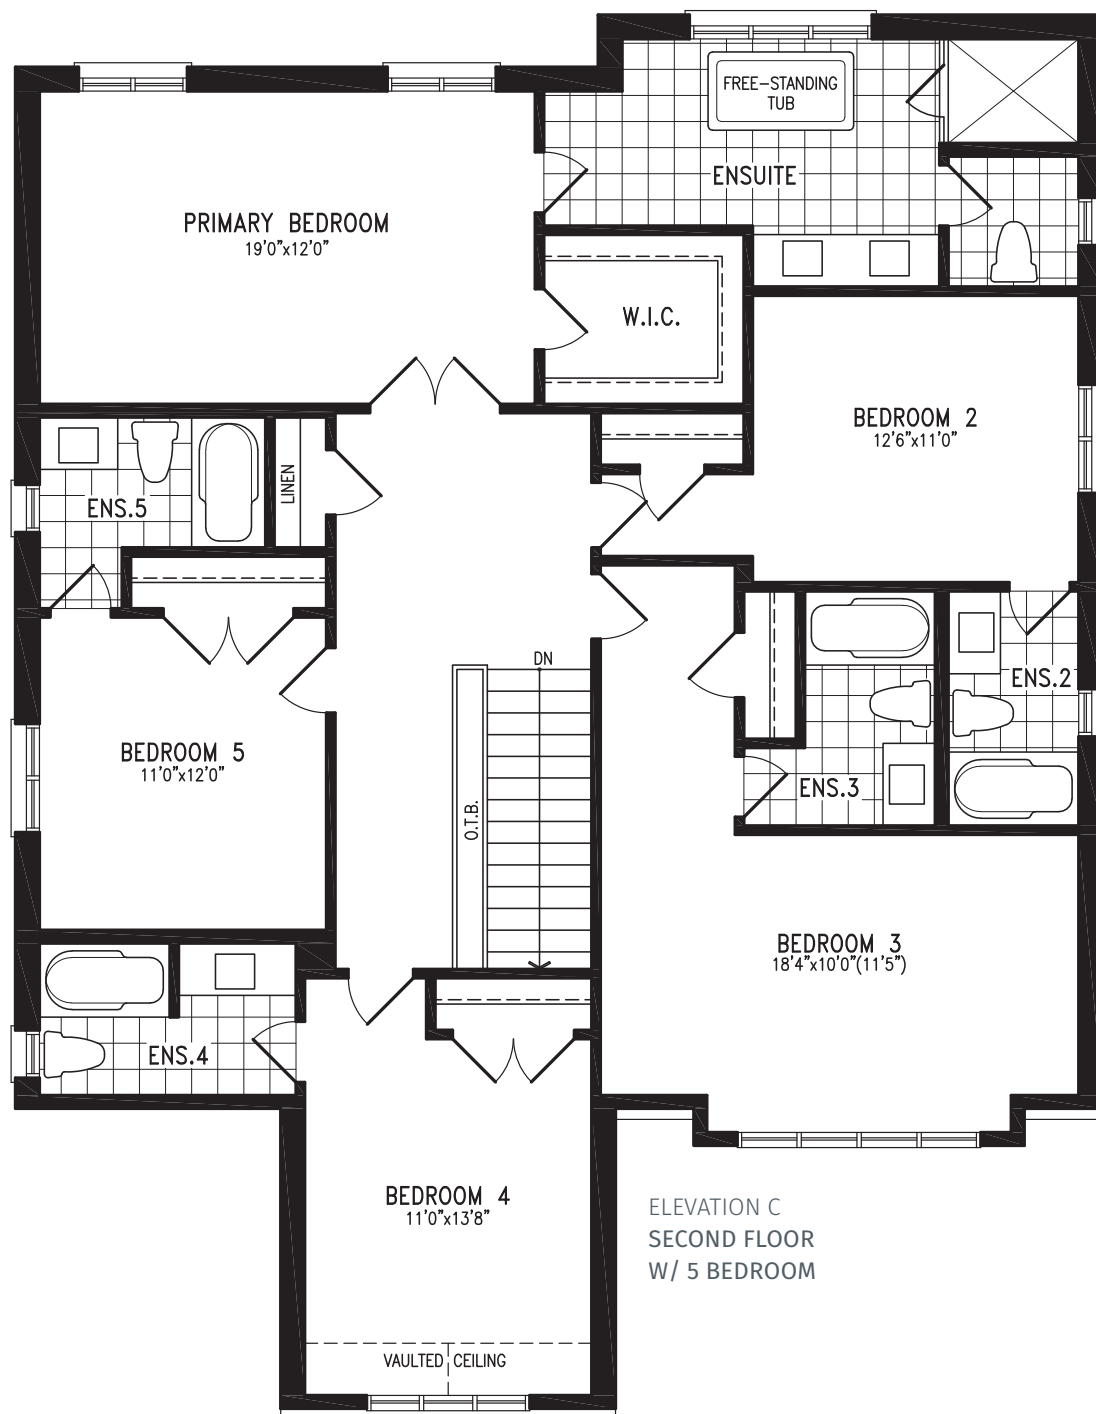 FREE-STANDING
TUB
ENSUITE
PRIMARY BEDROOM
19'0"x12'0"
W.I.C.
BEDROOM 2
12'6"x11'0"
LINEN
ENS.5
DN
ENS.2
BEDROOM 5
11'0"x12'0"
ENS.3
O.T.B.
BEDROOM 3
18'4"x10'0"(11'5")
ENS.4
BEDROOM 4
11'0"x13'8"
ELEVATION C
SECOND FLOOR
W/ 5 BEDROOM
VAULTED CEILING